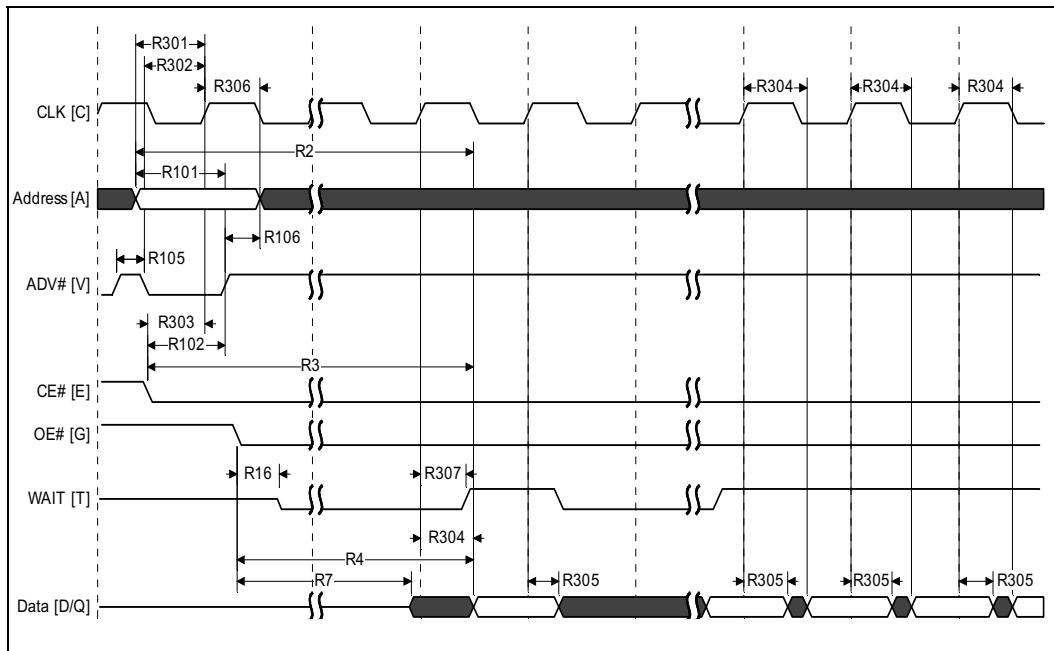 R301
R302
R306 R304 R304 R304
CLK [C]
R2
R101
Address [A]
R106
R105
ADV# [V]
R303
R102
R3
CE# [E]
OE# [G]
R16 R307
WAIT [T]
R304
R4
R7 R305 R305 R305 R305
Data [D/Q]